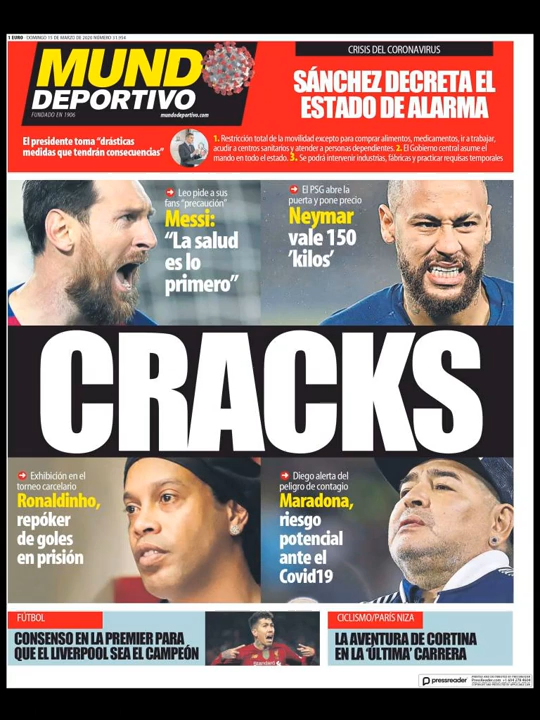 1 EURO DOMINGO 15 DE MARZO DE 2020 NÚMERO 31.954
MUNDO
DEPORTIVO
FUNDADO EN 1906
mundodeportivo.com
CRISIS DEL CORONAVIRUS
SÁNCHEZ DECRETA EL
ESTADO DE ALARMA
El presidente toma “drásticas
medidas que tendrán consecuencias”
1. Restricción total de la movilidad excepto para comprar alimentos, medicamentos, ir a trabajar,
acudir a centros sanitarios y atender a personas dependientes. 2. El Gobierno central asume el
mando en todo el estado. 3. Se podrá intervenir industrias, fábricas y practicar requisas temporales
Leo pide a sus
fans “precaución”
Messi:
“La salud
es lo
primero”
El PSG abre la
puerta y pone precio
Neymar
vale 150
'kilos'
CRACKS
Exhibición en el
torneo carcelario
Ronaldinho,
repóker
de goles
en prisión
Diego alerta del
peligro de contagio
Maradona,
riesgo
potencial
ante el
Covid19
FÚTBOL
CONSENSO EN LA PREMIER PARA
QUE EL LIVERPOOL SEA EL CAMPEÓN
CICLISMO/PARÍS NIZA
LA AVENTURA DE CORTINA
EN LA 'ÚLTIMA' CARRERA
pressreader